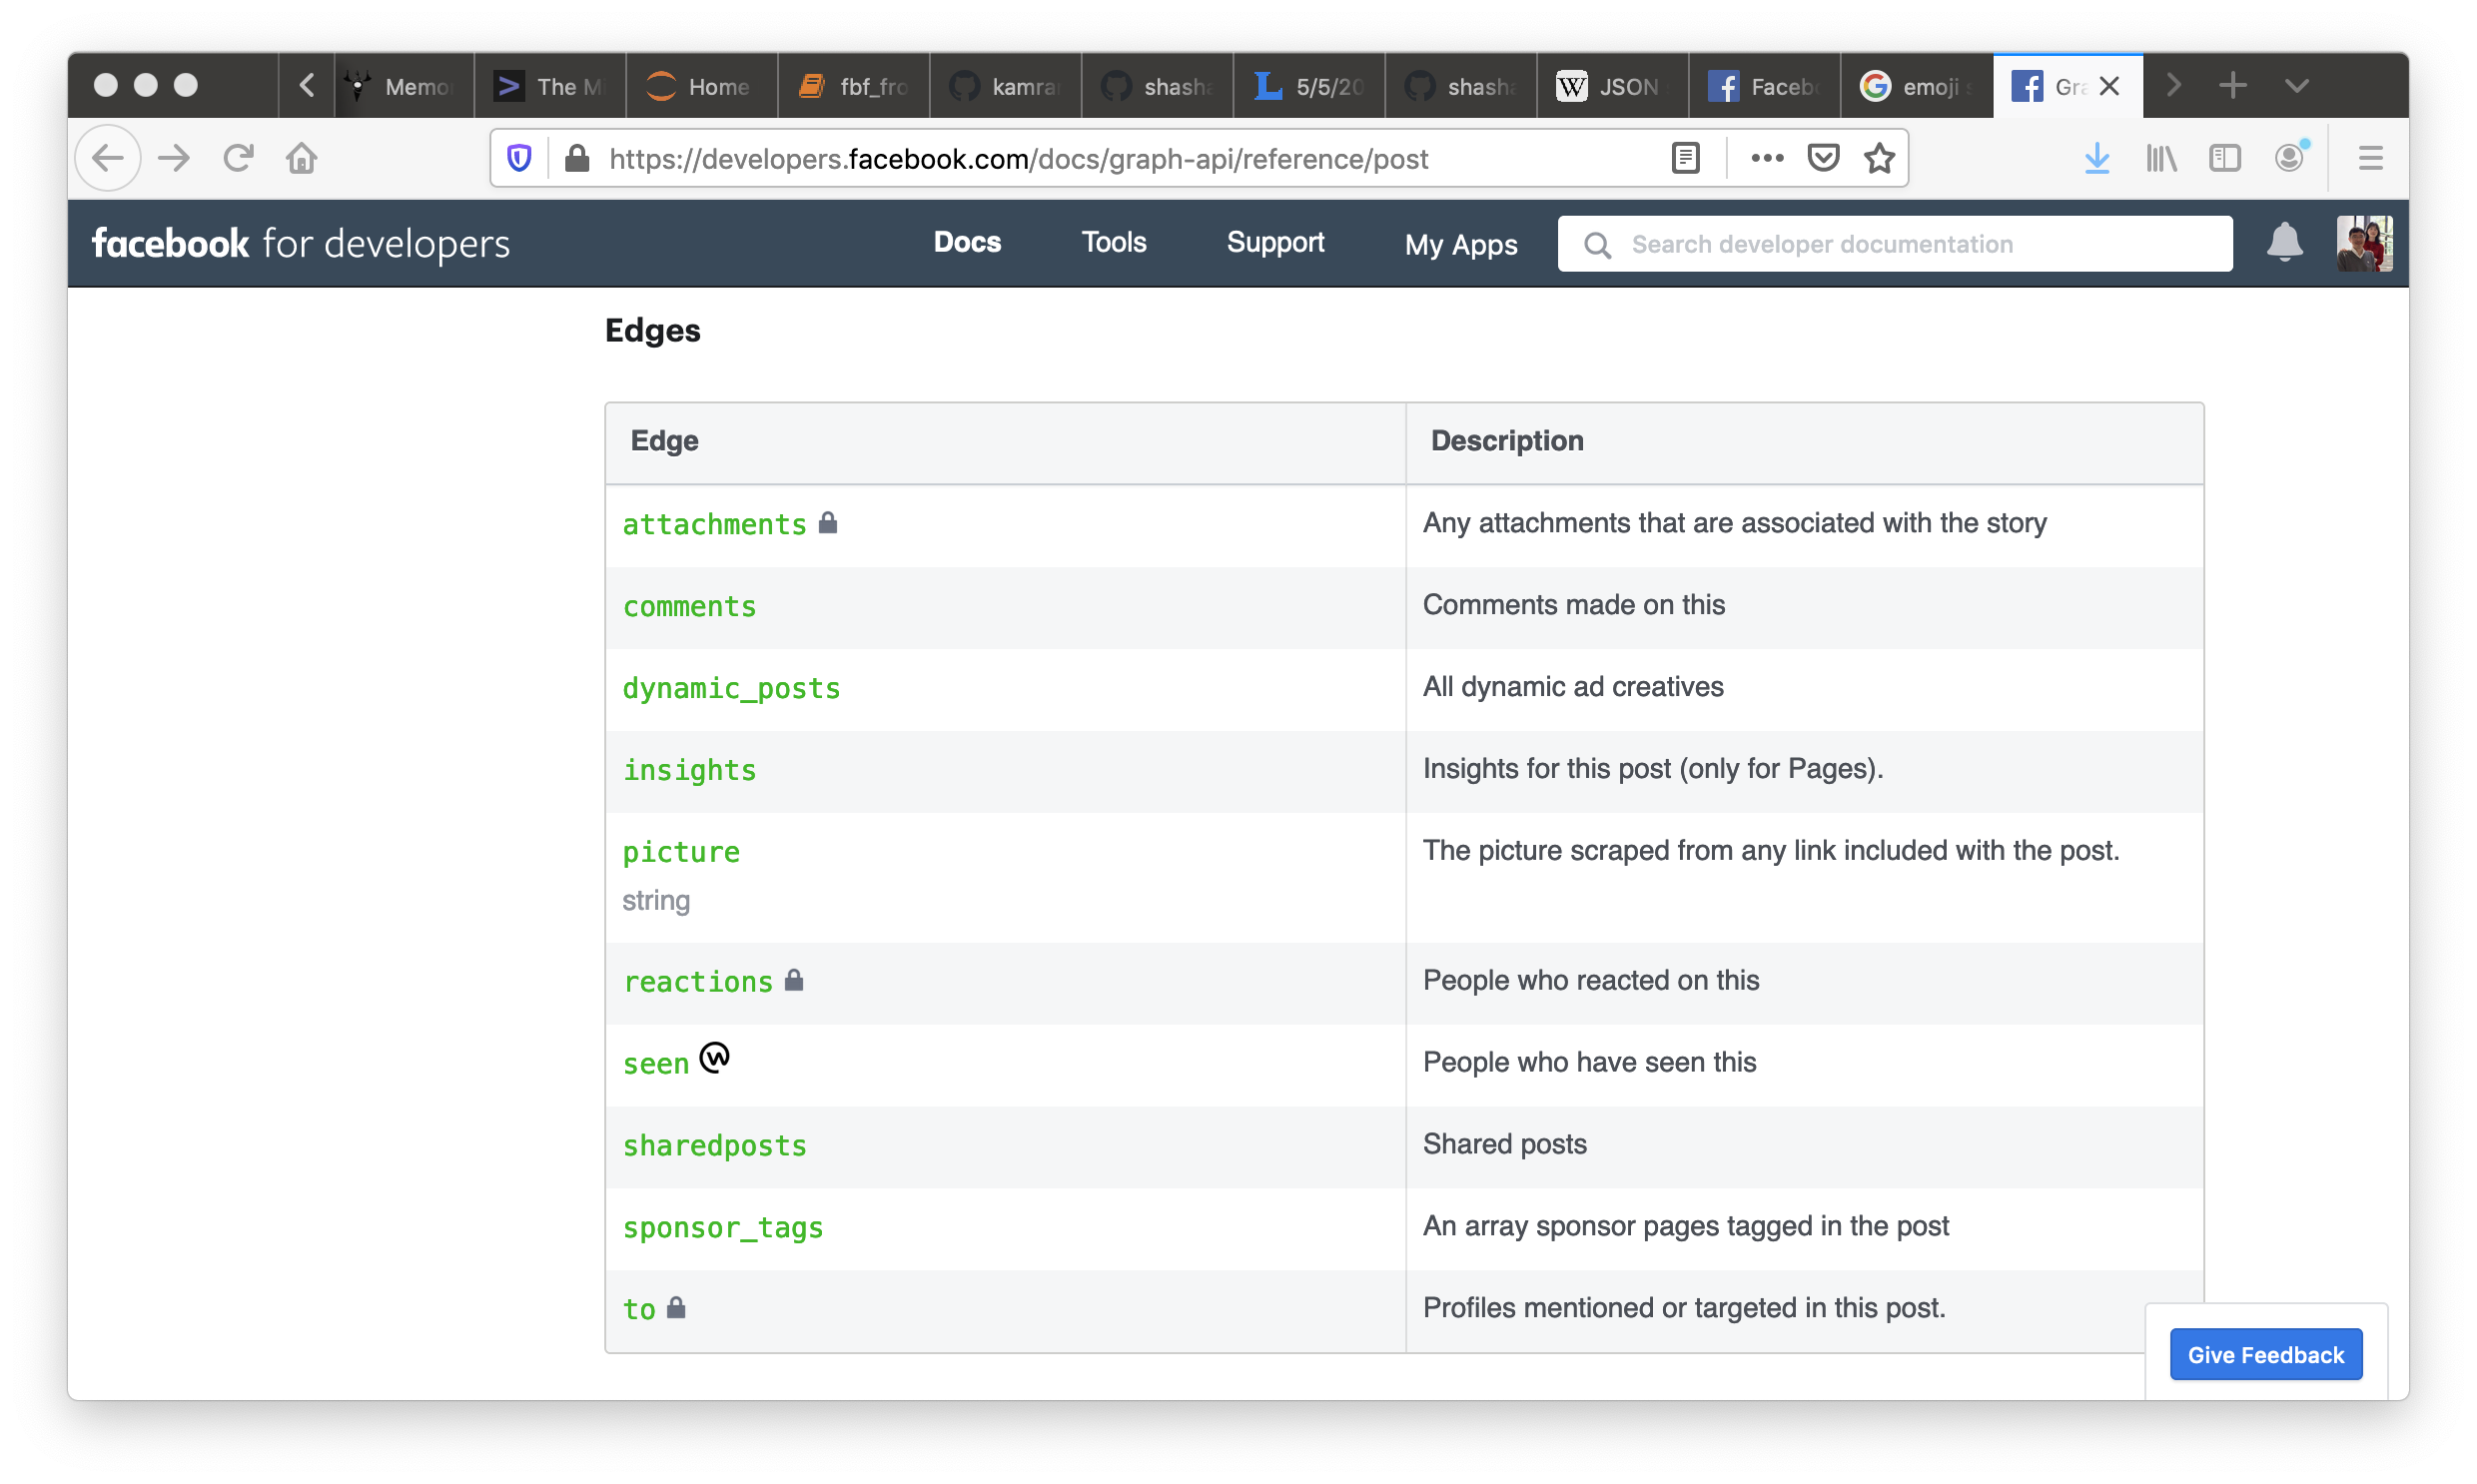 Memo The M Home fbf_fro kamra shasha 5/5/20 shasha JSON Facebo emoji s Gra
https://developers.facebook.com/docs/graph-api/reference/post
facebook for developers Docs Tools Support My Apps Search developer documentation
Edges
Edge Description
attachments Any attachments that are associated with the story
comments Comments made on this
dynamic_posts All dynamic ad creatives
insights Insights for this post (only for Pages).
picture The picture scraped from any link included with the post.
string
reactions People who reacted on this
seen People who have seen this
sharedposts Shared posts
sponsor_tags An array sponsor pages tagged in the post
to Profiles mentioned or targeted in this post.
Give Feedback